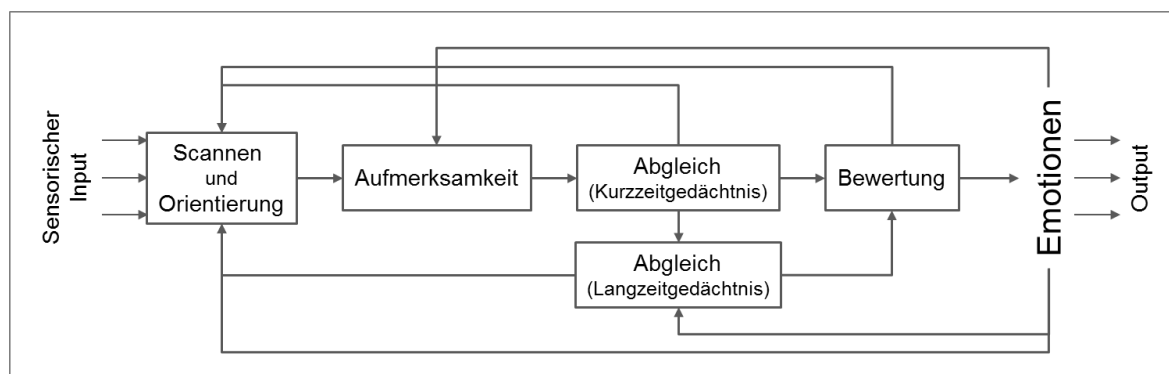 Sensorischer
Input
Scannen
und
Orientierung
Aufmerksamkeit
Abgleich
(Kurzzeitgedächtnis)
Abgleich
(Langzeitgedächtnis)
Bewertung
Emotionen
Output